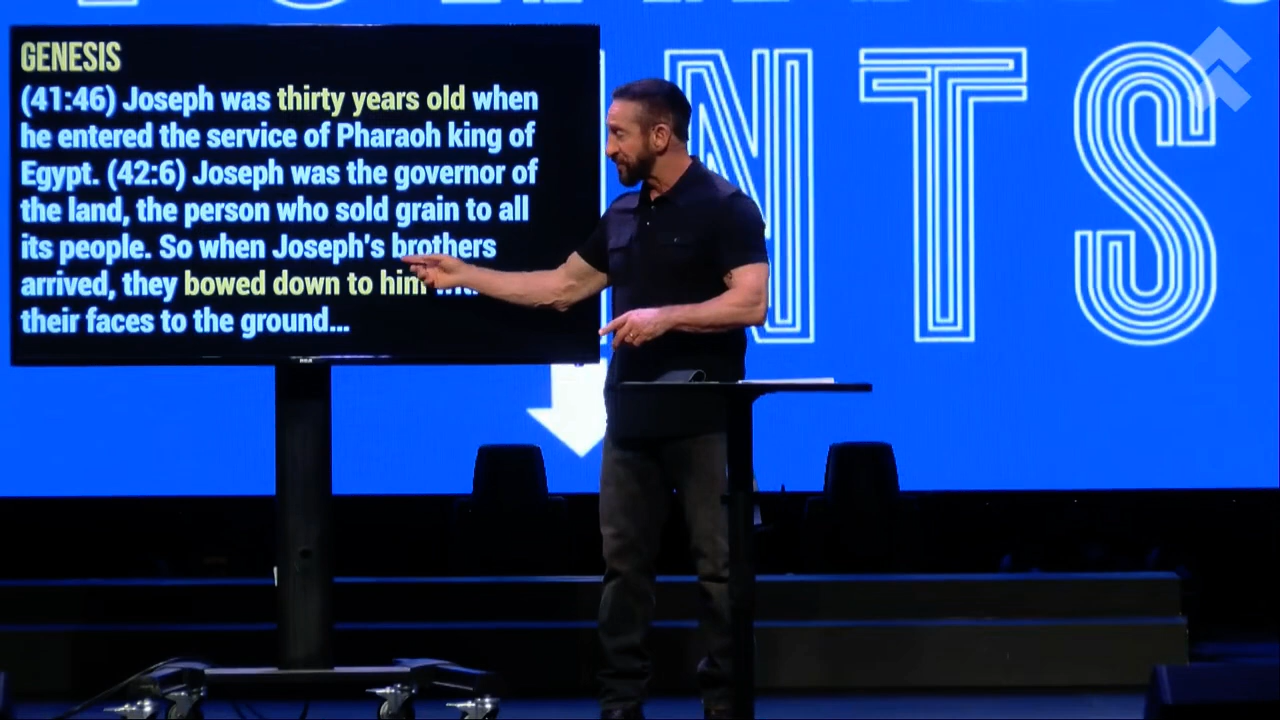 GENESIS
(41:46) Joseph was thirty years old when
he entered the service of Pharaoh king of
Egypt. (42:6) Joseph was the governor of
the land, the person who sold grain to all
its people. So when Joseph's brothers
arrived, they bowed down to him
their faces to the ground...
NTS